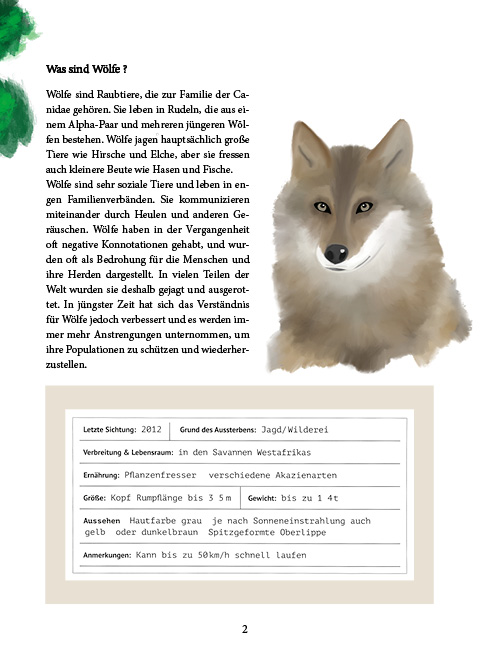 Was sind Wölfe ?
Wölfe sind Raubtiere, die zur Familie der Ca-
nidae gehören. Sie leben in Rudeln, die aus ei-
nem Alpha-Paar und mehreren jüngeren Wöl-
fen bestehen. Wölfe jagen hauptsächlich große
Tiere wie Hirsche und Elche, aber sie fressen
auch kleinere Beute wie Hasen und Fische.
Wölfe sind sehr soziale Tiere und leben in en-
gen Familienverbänden. Sie kommunizieren
miteinander durch Heulen und anderen Ge-
räuschen. Wölfe haben in der Vergangenheit
oft negative Konnotationen gehabt, und wur-
den oft als Bedrohung für die Menschen und
ihre Herden dargestellt. In vielen Teilen der
Welt wurden sie deshalb gejagt und ausgerot-
tet. In jüngster Zeit hat sich das Verständnis
für Wölfe jedoch verbessert und es werden im-
mer mehr Anstrengungen unternommen, um
ihre Populationen zu schützen und wiederher-
zustellen.
Letzte Sichtung: 2012 Grund des Aussterbens: Jagd/Wilderei
Verbreitung & Lebensraum: in den Savannen Westafrikas
Ernährung: Pflanzenfresser verschiedene Akazienarten
Größe: Kopf Rumpflänge bis 3 5 m Gewicht: bis zu 1 4t
Aussehen Hautfarbe grau je nach Sonneneinstrahlung auch
gelb oder dunkelbraun Spitzgeformte Oberlippe
Anmerkungen: Kann bis zu 50km/h schnell laufen
2